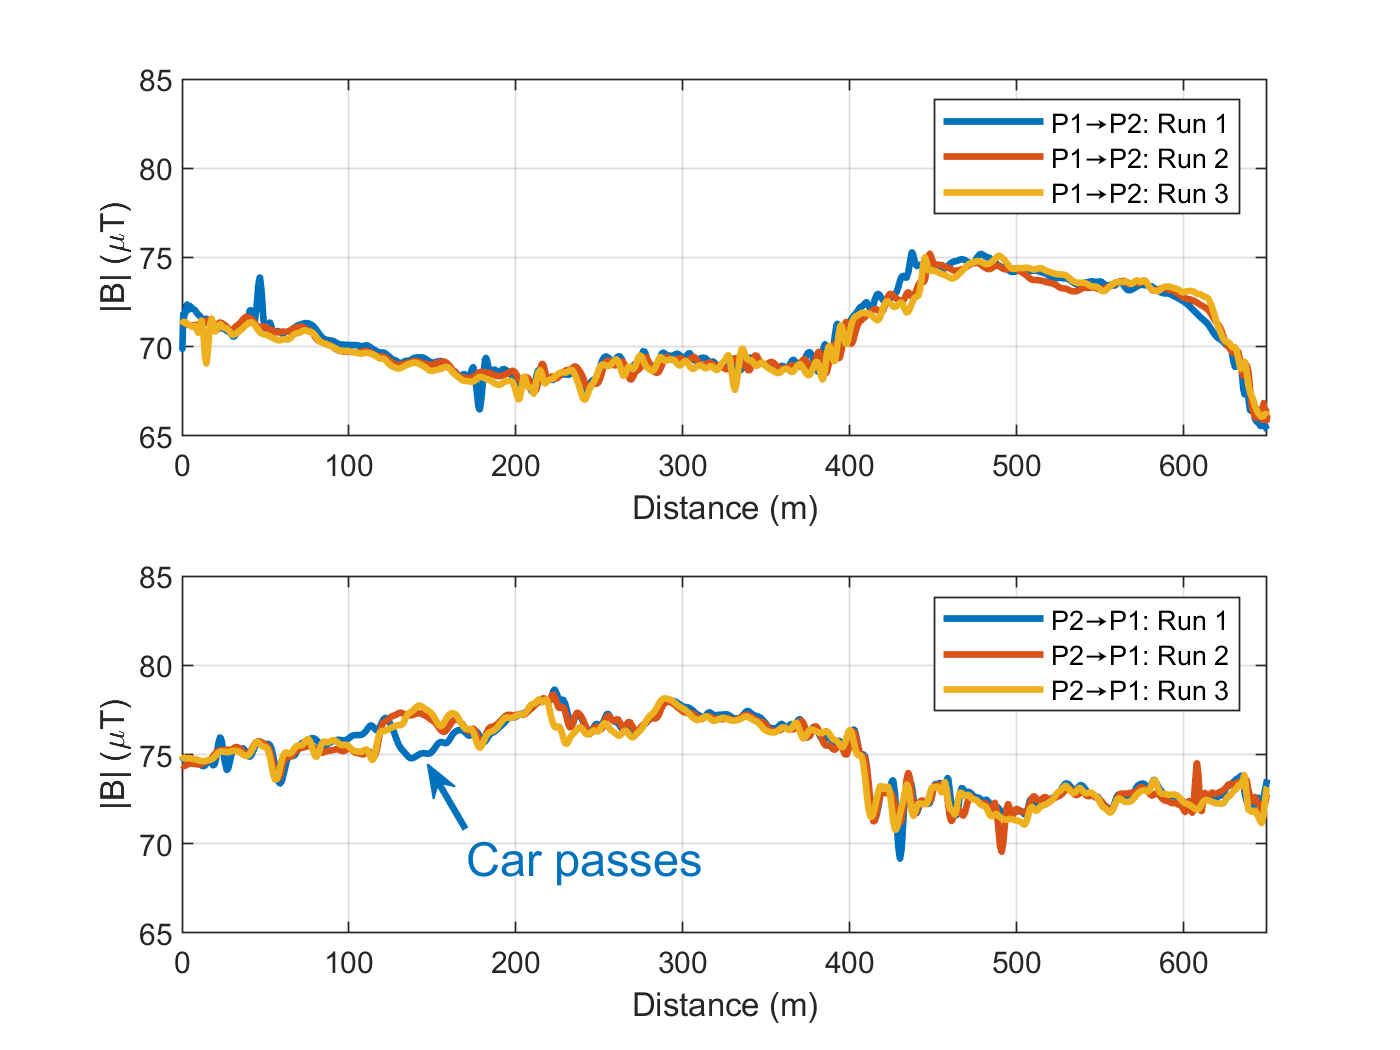 85
80
75
70
65
|B| (μT)
P1→P2: Run 1
P1→P2: Run 2
P1→P2: Run 3
0 100 200 300 400 500 600
Distance (m)
85
80
75
70
65
|B| (μT)
P2→P1: Run 1
P2→P1: Run 2
P2→P1: Run 3
Car passes
0 100 200 300 400 500 600
Distance (m)